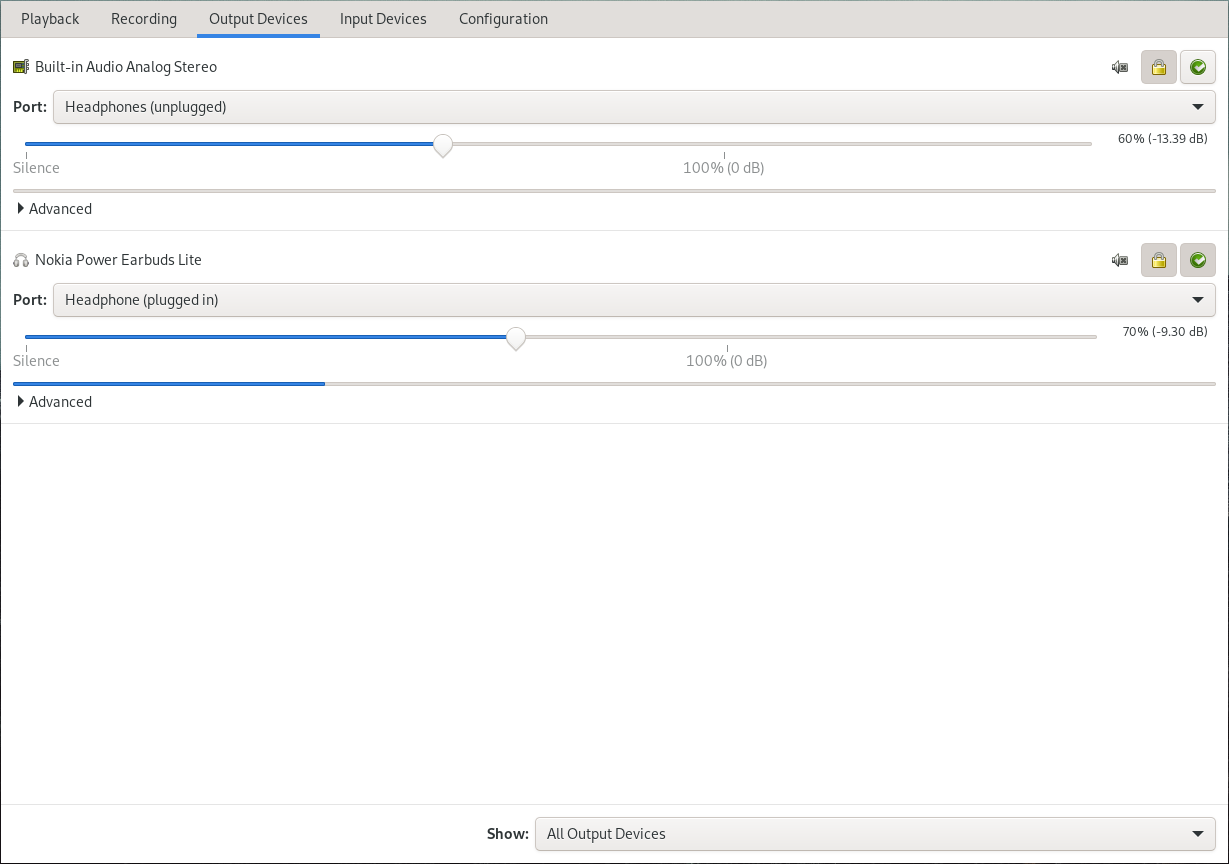 Playback Recording Output Devices Input Devices Configuration
Built-in Audio Analog Stereo
Port: Headphones (unplugged)
60% (-13.39 dB)
Silence 100% (0 dB)
Advanced
Nokia Power Earbuds Lite
Port: Headphone (plugged in)
70% (-9.30 dB)
Silence 100% (0 dB)
Advanced
Show: All Output Devices